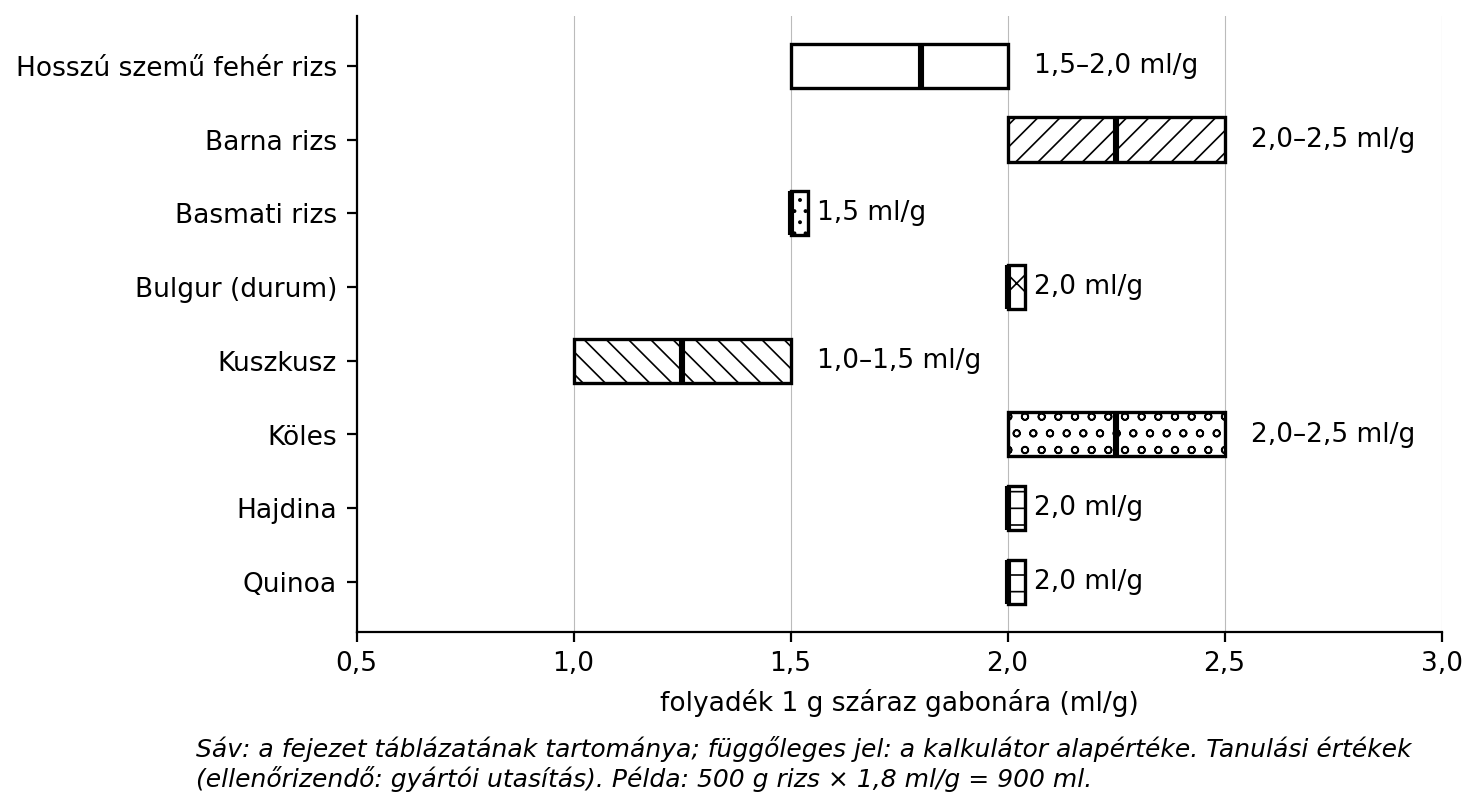 Hosszú szemű fehér rizs
1,5–2,0 ml/g
Barna rizs
2,0–2,5 ml/g
Basmati rizs
1,5 ml/g
Bulgur (durum)
2,0 ml/g
Kuszkusz
1,0–1,5 ml/g
Köles
2,0–2,5 ml/g
Hajdina
2,0 ml/g
Quinoa
2,0 ml/g
0,5 1,0 1,5 2,0 2,5 3,0
folyadék 1 g száraz gabonára (ml/g)
Sáv: a fejezet táblázatának tartománya; függőleges jel: a kalkulátor alapértéke. Tanulási értékek
(ellenőrizendő: gyártói utasítás). Példa: 500 g rizs × 1,8 ml/g = 900 ml.